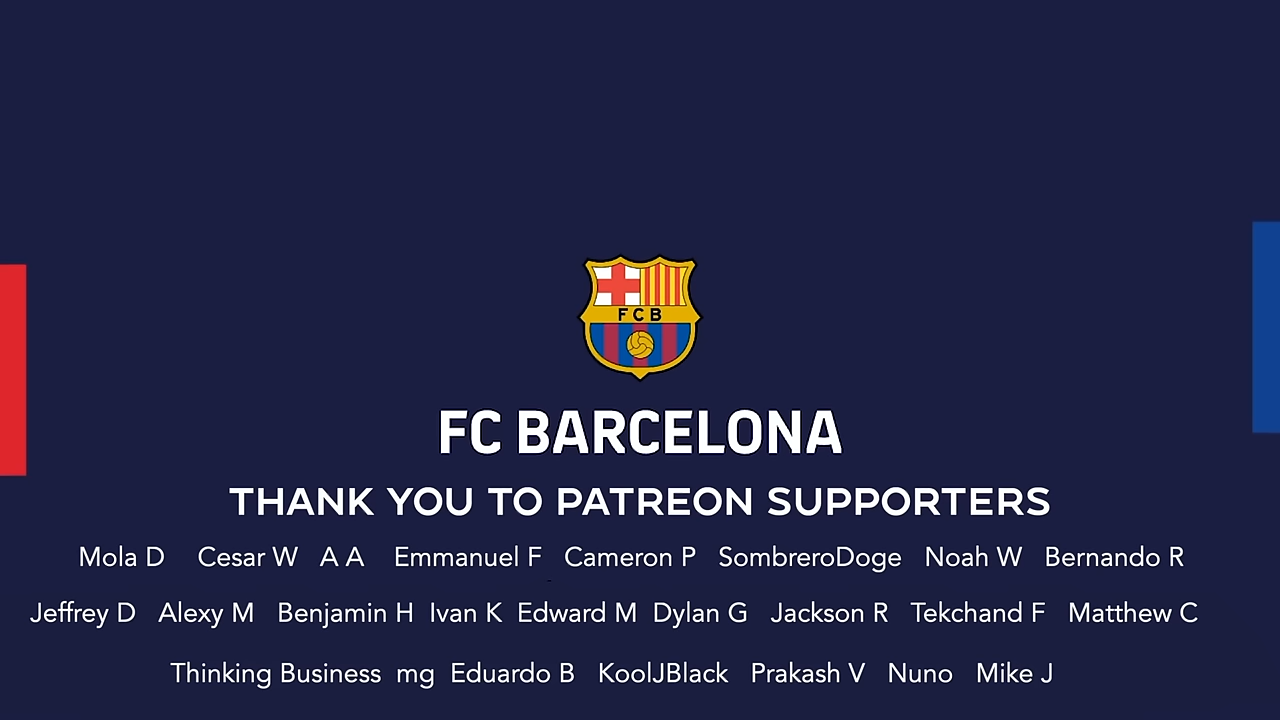 FCB
FC BARCELONA
THANK YOU TO PATREON SUPPORTERS
Mola D Cesar W A A Emmanuel F Cameron P SombreroDoge Noah W Bernando R
Jeffrey D Alexy M Benjamin H Ivan K Edward M Dylan G Jackson R Tekchand F Matthew C
Thinking Business mg Eduardo B KoolJBlack Prakash V Nuno Mike J